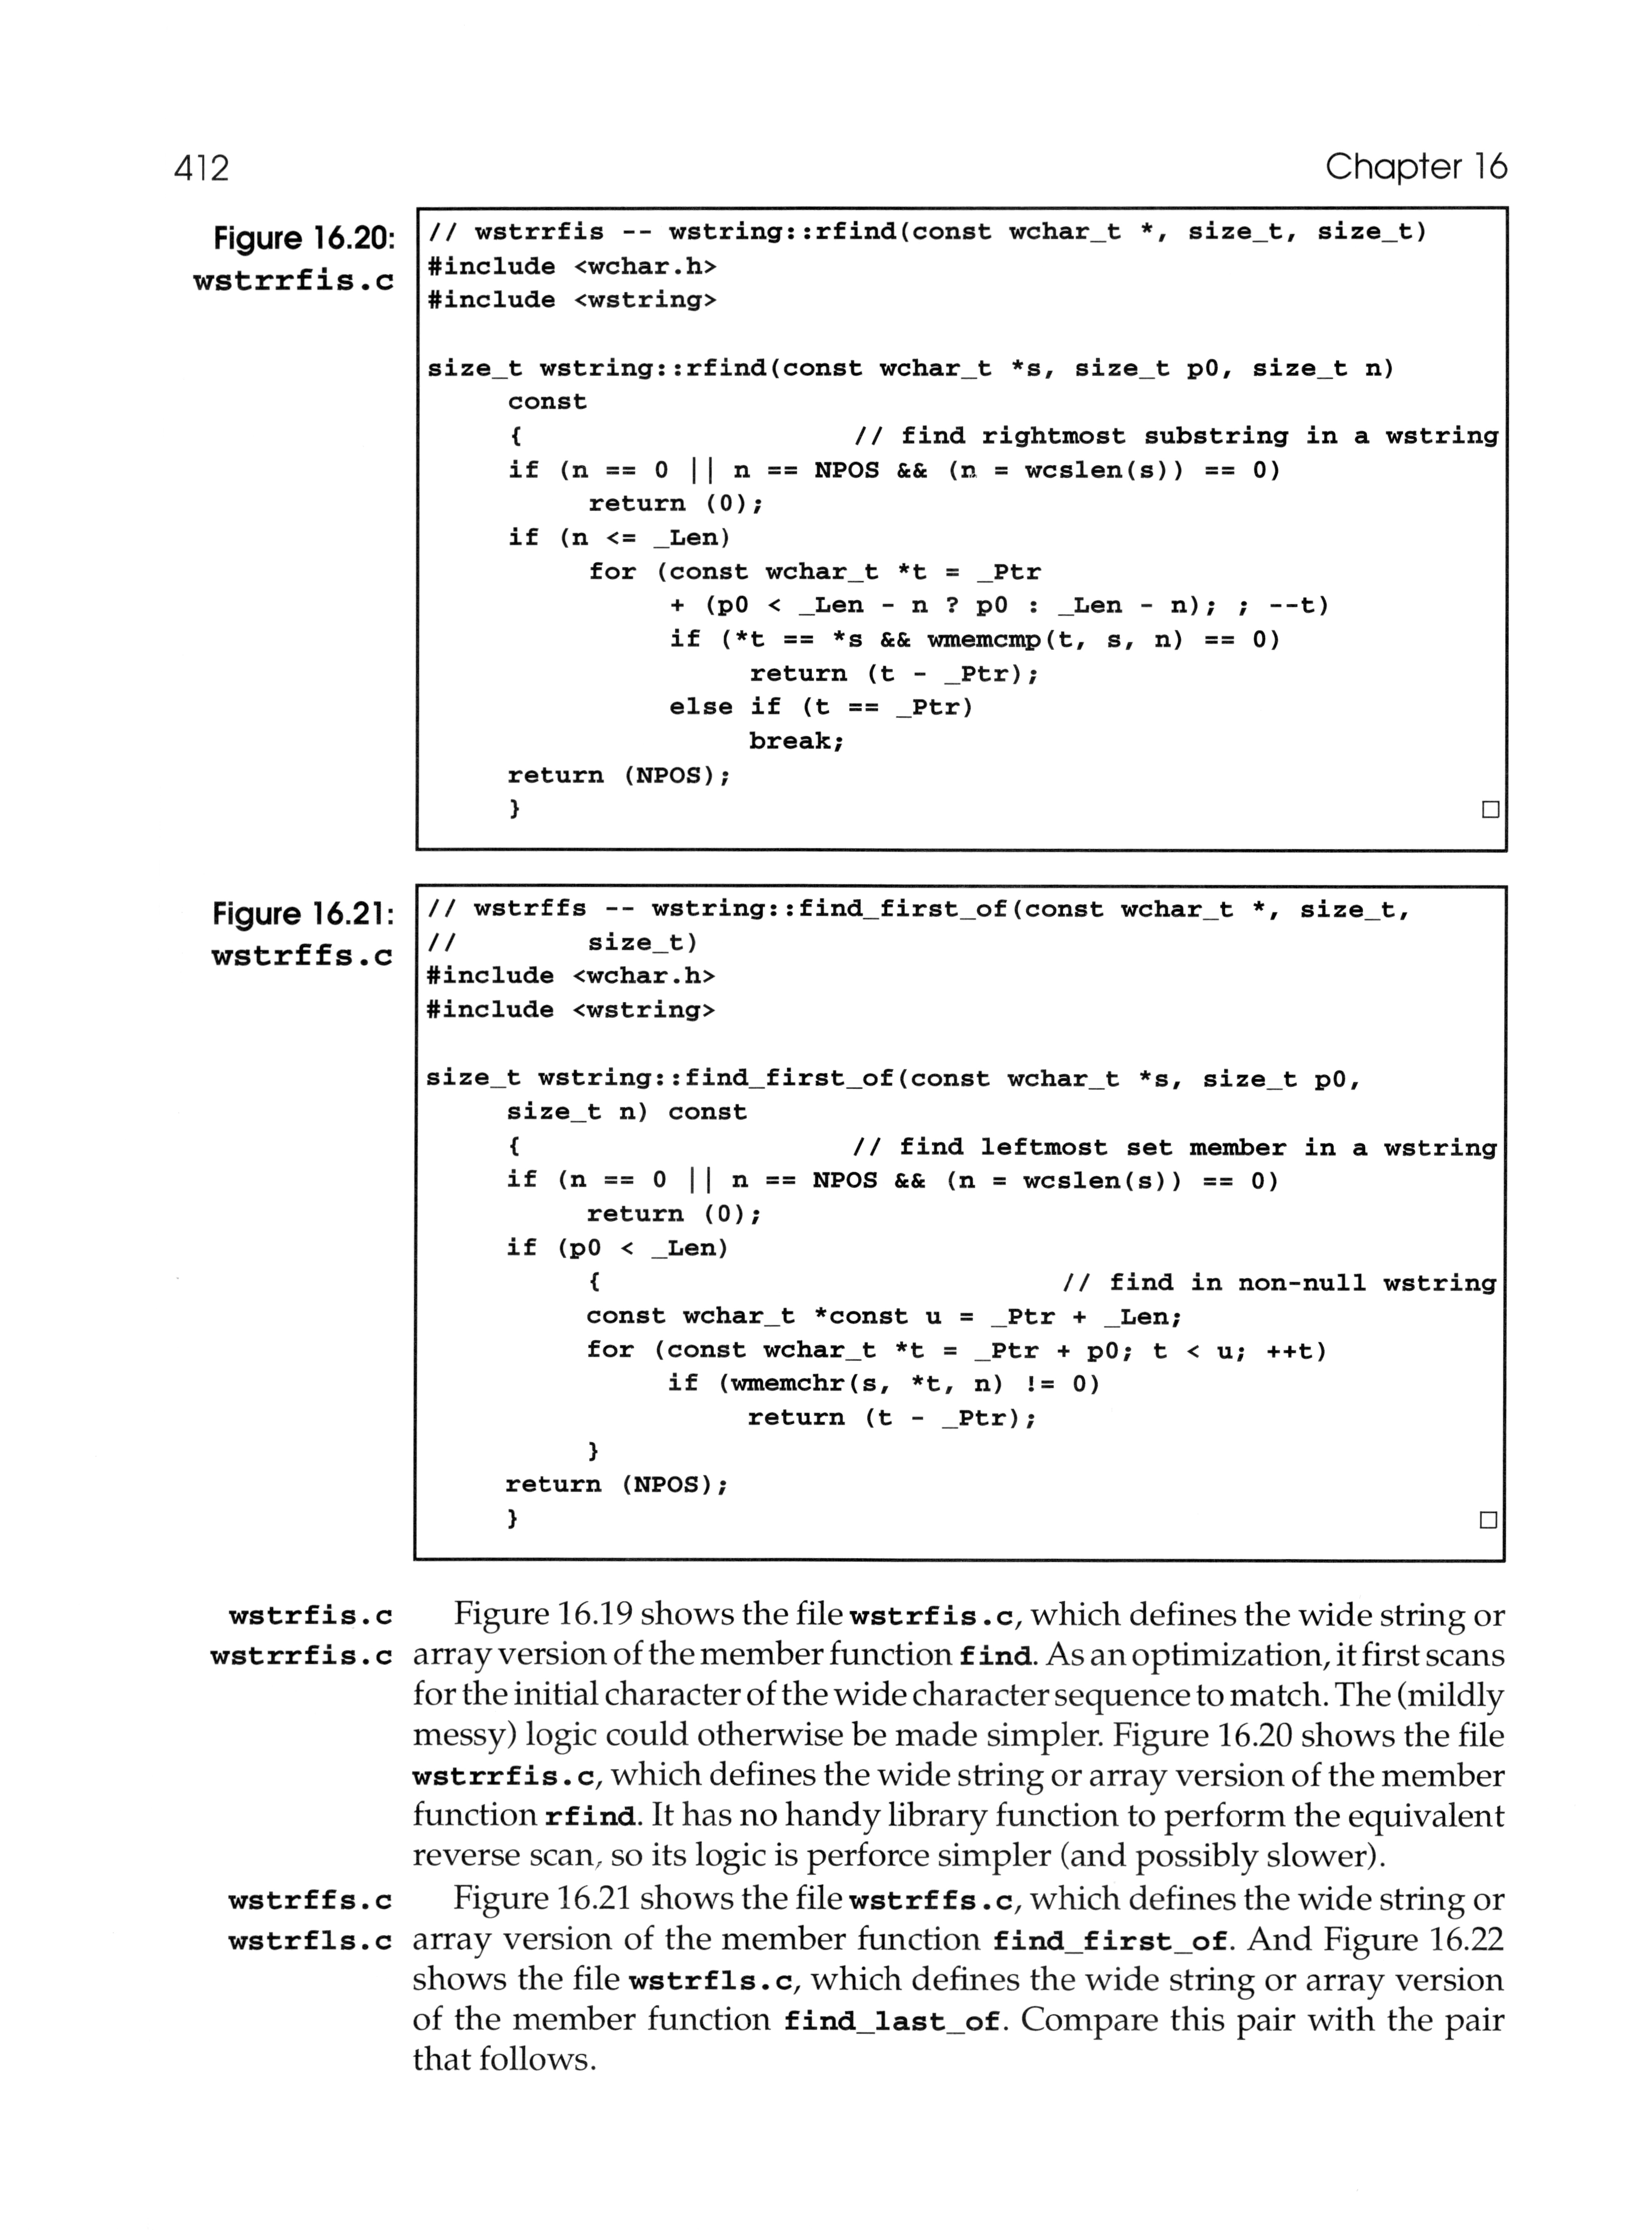 412
Chapter 16
Figure 16.20:
wstrrfis.c
// wstrrfis -- wstring::rfind(const wchar_t *, size_t, size_t)
#include <wchar.h>
#include <wstring>
size_t wstring::rfind(const wchar_t *s, size_t p0, size_t n)
const
{ // find rightmost substring in a wstring
if (n == 0 || n == NPOS && (n = wcslen(s)) == 0)
return (0);
if (n <= _Len)
for (const wchar_t *t = _Ptr
+ (p0 < _Len - n ? p0 : _Len - n); ; --t)
if (*t == *s && wmemcmp(t, s, n) == 0)
return (t - _Ptr);
else if (t == _Ptr)
break;
return (NPOS);
} □
Figure 16.21:
wstrffs.c
// wstrffs -- wstring::find_first_of(const wchar_t *, size_t,
// size_t)
#include <wchar.h>
#include <wstring>
size_t wstring::find_first_of(const wchar_t *s, size_t p0,
size_t n) const
{ // find leftmost set member in a wstring
if (n == 0 || n == NPOS && (n = wcslen(s)) == 0)
return (0);
if (p0 < _Len)
{ // find in non-null wstring
const wchar_t *const u = _Ptr + _Len;
for (const wchar_t *t = _Ptr + p0; t < u; ++t)
if (wmemchr(s, *t, n) != 0)
return (t - _Ptr);
}
return (NPOS);
} □
wstrfis.c
wstrrfis.c
Figure 16.19 shows the file wstrfis.c, which defines the wide string or
array version of the member function find. As an optimization, it first scans
for the initial character of the wide character sequence to match. The (mildly
messy) logic could otherwise be made simpler. Figure 16.20 shows the file
wstrrfis.c, which defines the wide string or array version of the member
function rfind. It has no handy library function to perform the equivalent
reverse scan, so its logic is perforce simpler (and possibly slower).
wstrffs.c
wstrfls.c
Figure 16.21 shows the file wstrffs.c, which defines the wide string or
array version of the member function find_first_of. And Figure 16.22
shows the file wstrfls.c, which defines the wide string or array version
of the member function find_last_of. Compare this pair with the pair
that follows.